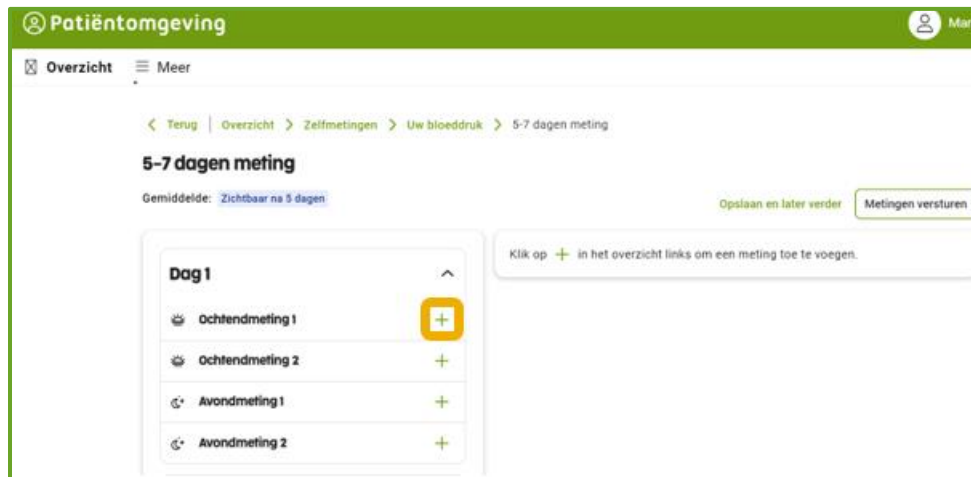 Patiëntomgeving
Mar
Overzicht Meer
Terug | Overzicht > Zelfmetingen > Uw bloeddruk > 5-7 dagen meting
5-7 dagen meting
Gemiddelde: Zichtbaar na 5 dagen
Opslaan en later verder Metingen versturen
Klik op + in het overzicht links om een meting toe te voegen.
Dag 1
Ochtendmeting 1
Ochtendmeting 2
Avondmeting 1
Avondmeting 2